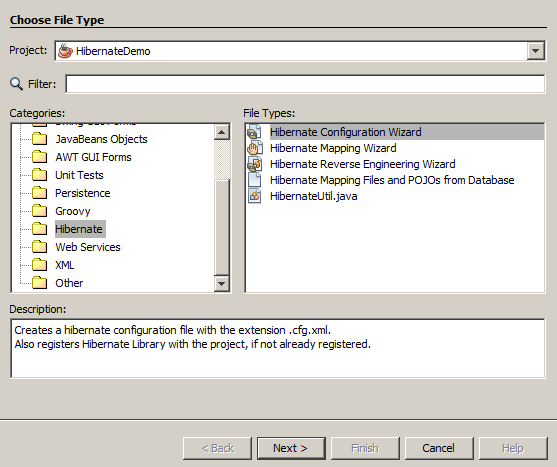 Choose File Type
Project: HibernateDemo
Filter:
Categories:
File Types:
JavaBeans Objects
AWT GUI Forms
Unit Tests
Persistence
Groovy
Hibernate
Web Services
XML
Other
Hibernate Configuration Wizard
Hibernate Mapping Wizard
Hibernate Reverse Engineering Wizard
Hibernate Mapping Files and POJOs from Database
HibernateUtil.java
Description:
Creates a hibernate configuration file with the extension .cfg.xml.
Also registers Hibernate Library with the project, if not already registered.
< Back Next > Finish Cancel Help